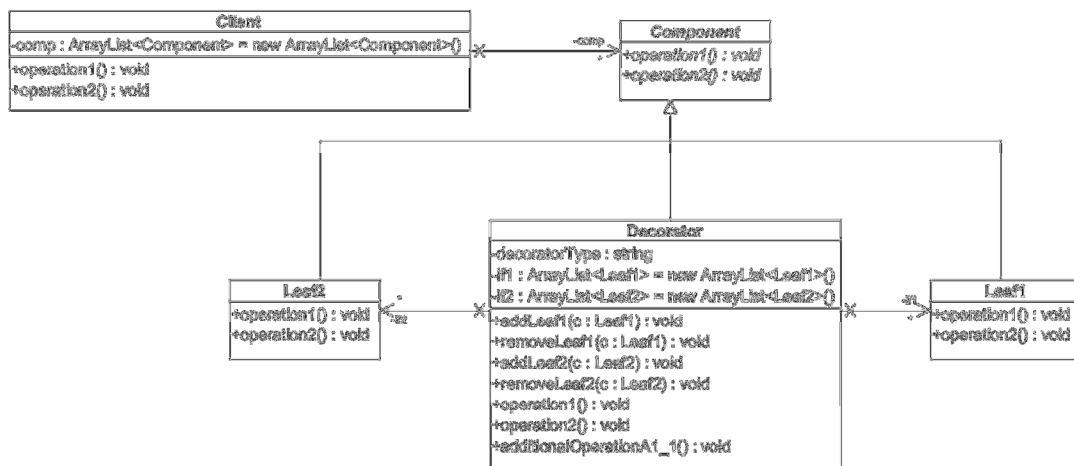 Client
-comp : ArrayList<Component> = new ArrayList<Component>()
+operation1() : void
+operation2() : void
-comp
*
Component
+operation1() : void
+operation2() : void
Decorator
-decoratorType : string
-lf1 : ArrayList<Leaf1> = new ArrayList<Leaf1>()
-lf2 : ArrayList<Leaf2> = new ArrayList<Leaf2>()
+addLeaf1(c : Leaf1) : void
+removeLeaf1(c : Leaf1) : void
+addLeaf2(c : Leaf2) : void
+removeLeaf2(c : Leaf2) : void
+operation1() : void
+operation2() : void
+additionalOperationA1_1() : void
Leaf2
+operation1() : void
+operation2() : void
*
-lf2
Leaf1
+operation1() : void
+operation2() : void
-lf1
*